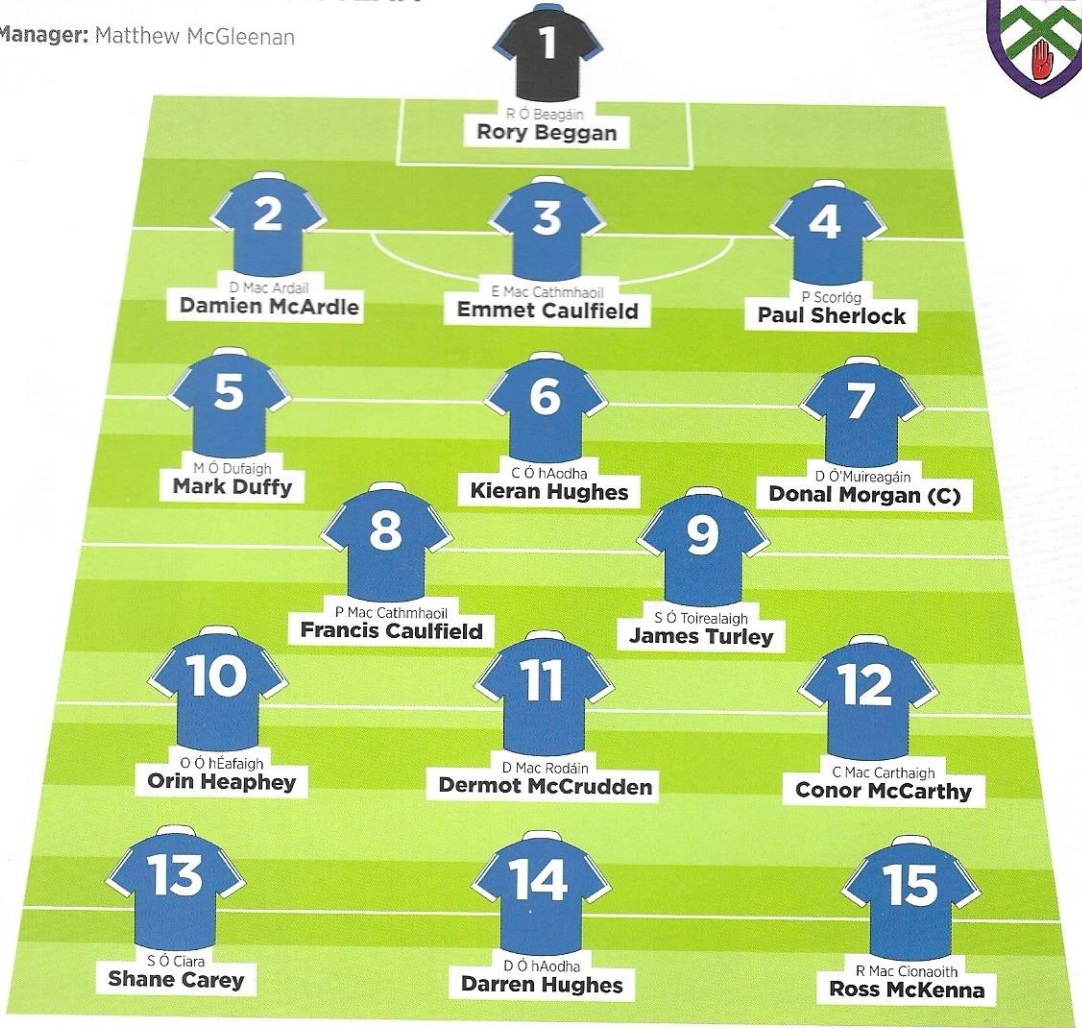 Manager: Matthew McGleenan
1
R Ó Beagáin
Rory Beggan
2
D Mac Ardail
Damien McArdle
3
E Mac Cathmhaoil
Emmet Caulfield
4
P Scorlóg
Paul Sherlock
5
M Ó Dufaigh
Mark Duffy
6
C Ó hAodha
Kieran Hughes
7
D Ó'Muireagáin
Donal Morgan (C)
8
P Mac Cathmhaoil
Francis Caulfield
9
S Ó Toirealaigh
James Turley
10
O Ó hÉafaigh
Orin Heaphey
11
D Mac Rodáin
Dermot McCrudden
12
C Mac Carthaigh
Conor McCarthy
13
S Ó Ciara
Shane Carey
14
D Ó hAodha
Darren Hughes
15
R Mac Cionaoith
Ross McKenna